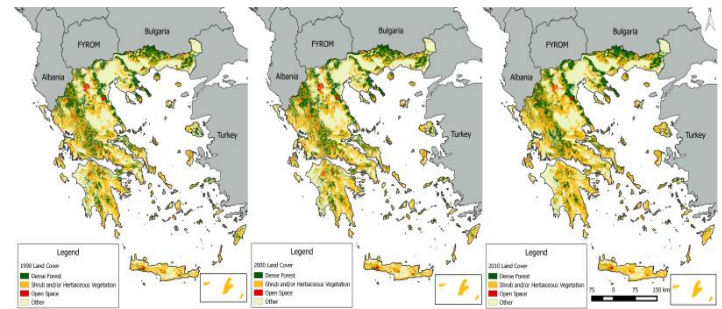 Bulgaria
FYROM
Albania
Turkey
Legend
1990 Land Cover
Dense Forest
Shrub and/or Herbaceous Vegetation
Open Space
Other
Bulgaria
FYROM
Albania
Turkey
Legend
2000 Land Cover
Dense Forest
Shrub and/or Herbaceous Vegetation
Open Space
Other
Bulgaria
FYROM
Albania
Turkey
Legend
2010 Land Cover
Dense Forest
Shrub and/or Herbaceous Vegetation
Open Space
Other
75 0 75 150 km